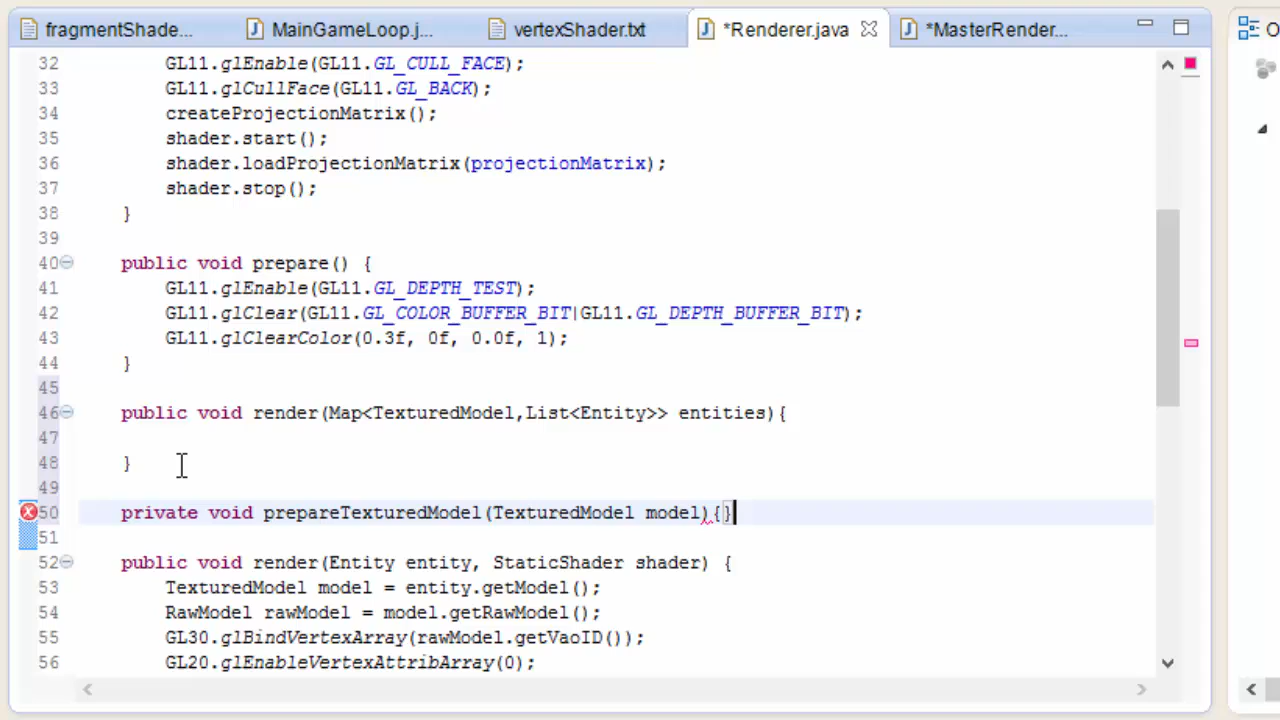 fragmentShade... MainGameLoop.j... vertexShader.txt *Renderer.java *MasterRender... O
32 GL11.glEnable(GL11.GL_CULL_FACE);
33 GL11.glCullFace(GL11.GL_BACK);
34 createProjectionMatrix();
35 shader.start();
36 shader.loadProjectionMatrix(projectionMatrix);
37 shader.stop();
38 }
39
40 public void prepare() {
41 GL11.glEnable(GL11.GL_DEPTH_TEST);
42 GL11.glClear(GL11.GL_COLOR_BUFFER_BIT|GL11.GL_DEPTH_BUFFER_BIT);
43 GL11.glClearColor(0.3f, 0f, 0.0f, 1);
44 }
45
46 public void render(Map<TexturedModel,List<Entity>> entities){
47
48 }
49
50 private void prepareTexturedModel(TexturedModel model){}
51
52 public void render(Entity entity, StaticShader shader) {
53 TexturedModel model = entity.getModel();
54 RawModel rawModel = model.getRawModel();
55 GL30.glBindVertexArray(rawModel.getVaoID());
56 GL20.glEnableVertexAttribArray(0);